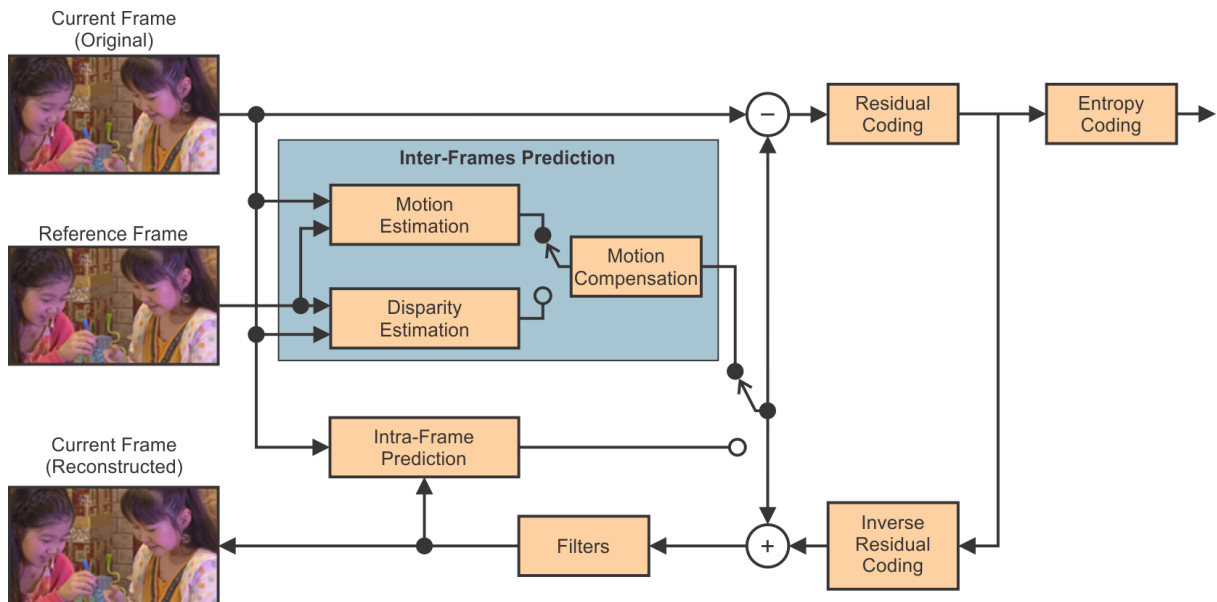 Current Frame
(Original)
Residual
Coding
Entropy
Coding
−
Inter-Frames Prediction
Motion
Estimation
Reference Frame
Motion
Compensation
Disparity
Estimation
Intra-Frame
Prediction
Current Frame
(Reconstructed)
Filters
+
Inverse
Residual
Coding